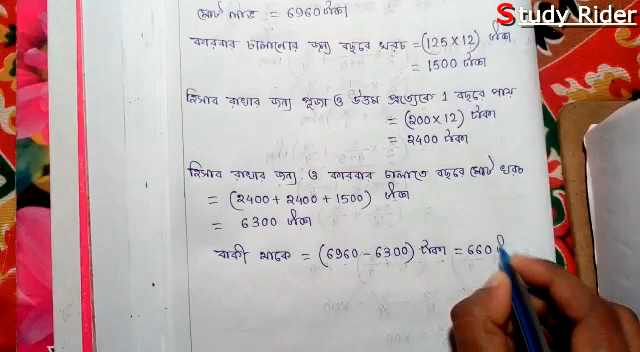 Study Rider
মোট লাভ = 6960 টাকা
কারবার চালানোর জন্য বছরে খরচ = (125 × 12) টাকা
= 1500 টাকা
হিসাব রাখার জন্য পূজা ও উত্তম প্রত্যেকে 1 বছরে পায়
= (200 × 12) টাকা
= 2400 টাকা
হিসাব রাখার জন্য ও কারবার চালাতে বছরে মোট খরচ
= (2400 + 2400 + 1500) টাকা
= 6300 টাকা
বাকী থাকে = (6960 – 6300) টাকা = 660 ট